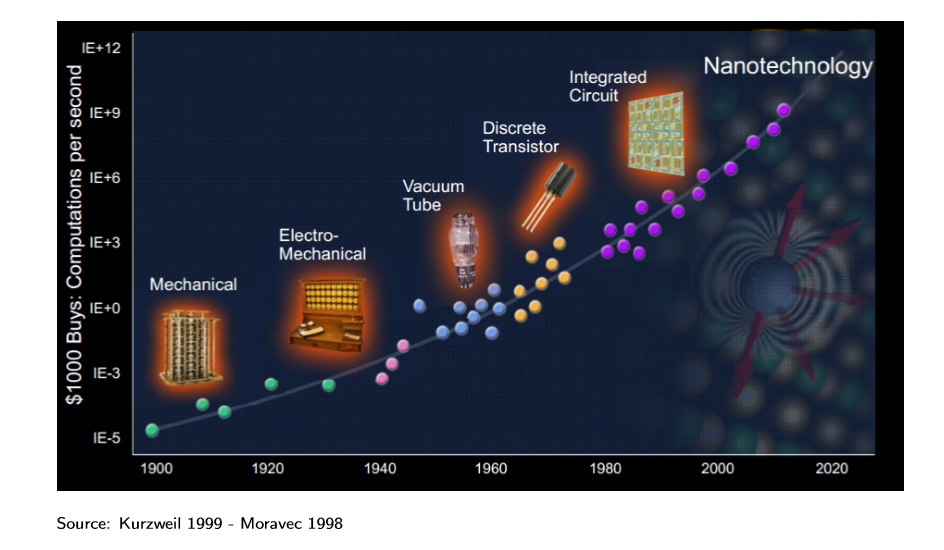 Nanotechnology
Integrated
Circuit
Discrete
Transistor
Vacuum
Tube
Electro-
Mechanical
Mechanical
$1000 Buys: Computations per second
IE+12
IE+9
IE+6
IE+3
IE+0
IE-3
IE-5
1900 1920 1940 1960 1980 2000 2020
Source: Kurzweil 1999 - Moravec 1998